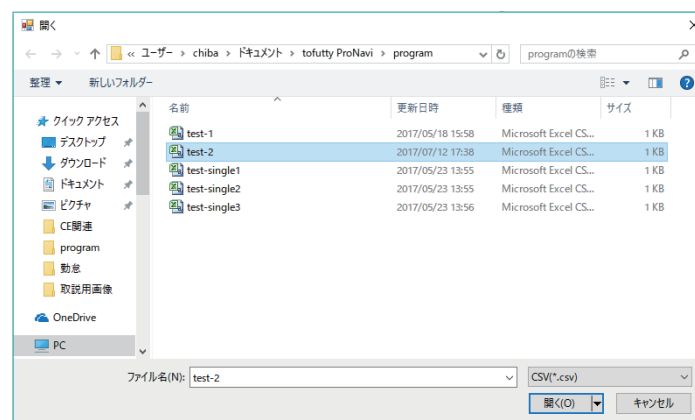 開く
« ユーザー › chiba › ドキュメント › tofutty ProNavi › program
programの検索
整理 新しいフォルダー
名前 更新日時 種類 サイズ
クイック アクセス
デスクトップ
ダウンロード
ドキュメント
ピクチャ
CE関連
program
勤怠
取説用画像
OneDrive
PC
test-1 2017/05/18 15:58 Microsoft Excel CS... 1 KB
test-2 2017/07/12 17:38 Microsoft Excel CS... 1 KB
test-single1 2017/05/23 13:55 Microsoft Excel CS... 1 KB
test-single2 2017/05/23 13:55 Microsoft Excel CS... 1 KB
test-single3 2017/05/23 13:56 Microsoft Excel CS... 1 KB
ファイル名(N): test-2 CSV(*.csv)
開く(O) キャンセル